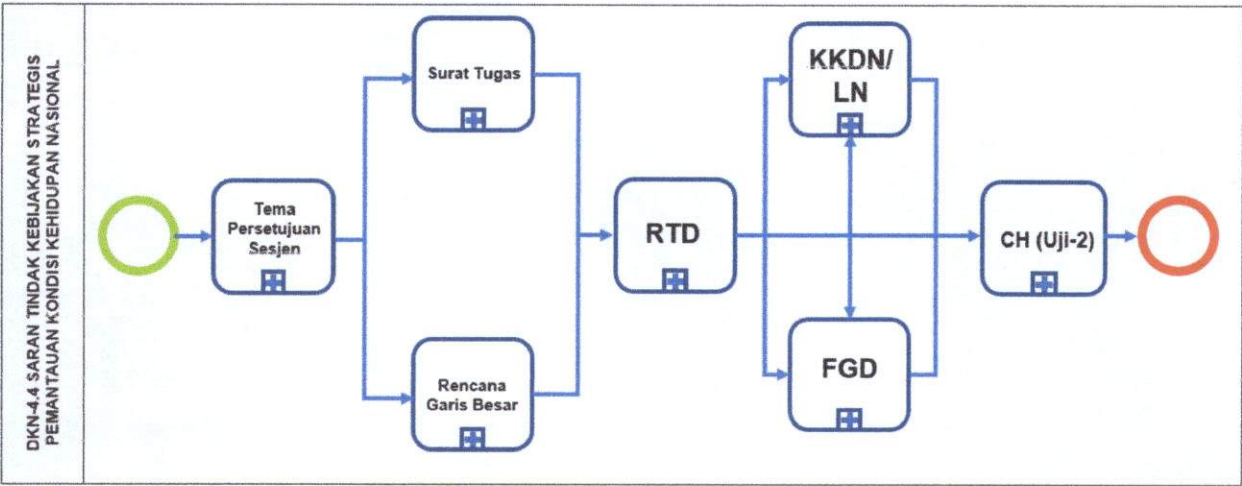 DKN-4.4 SARAN TINDAK KEBIJAKAN STRATEGIS
PEMANTAUAN KONDISI KEHIDUPAN NASIONAL
Tema
Persetujuan
Sesjen
Surat Tugas
Rencana
Garis Besar
RTD
KKDN/
LN
FGD
CH (Uji-2)